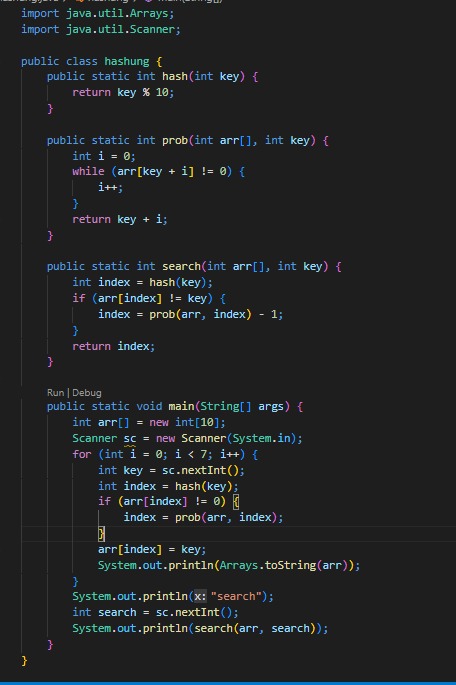 import java.util.Arrays;
import java.util.Scanner;
public class hashung {
public static int hash(int key) {
return key % 10;
}
public static int prob(int arr[], int key) {
int i = 0;
while (arr[key + i] != 0) {
i++;
}
return key + i;
}
public static int search(int arr[], int key) {
int index = hash(key);
if (arr[index] != key) {
index = prob(arr, index) - 1;
}
return index;
}
Run | Debug
public static void main(String[] args) {
int arr[] = new int[10];
Scanner sc = new Scanner(System.in);
for (int i = 0; i < 7; i++) {
int key = sc.nextInt();
int index = hash(key);
if (arr[index] != 0) {
index = prob(arr, index);
}
arr[index] = key;
System.out.println(Arrays.toString(arr));
}
System.out.println(x: "search");
int search = sc.nextInt();
System.out.println(search(arr, search));
}
}